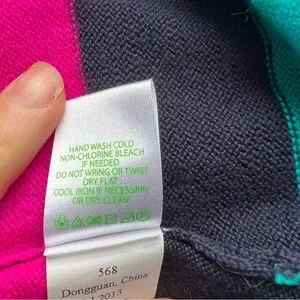 HAND WASH COLD
NON-CHLORINE BLEACH
IF NEEDED
DO NOT WRING OR TWIST
DRY FLAT
COOL IRON IF NECESSARY
OR DRY CLEAN
568
Dongguan, China
2013